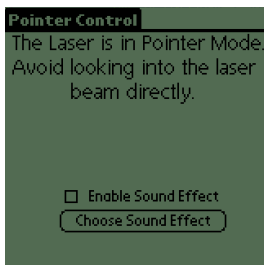 Pointer Control
The Laser is in Pointer Mode.
Avoid looking into the laser
beam directly.
Enable Sound Effect
Choose Sound Effect